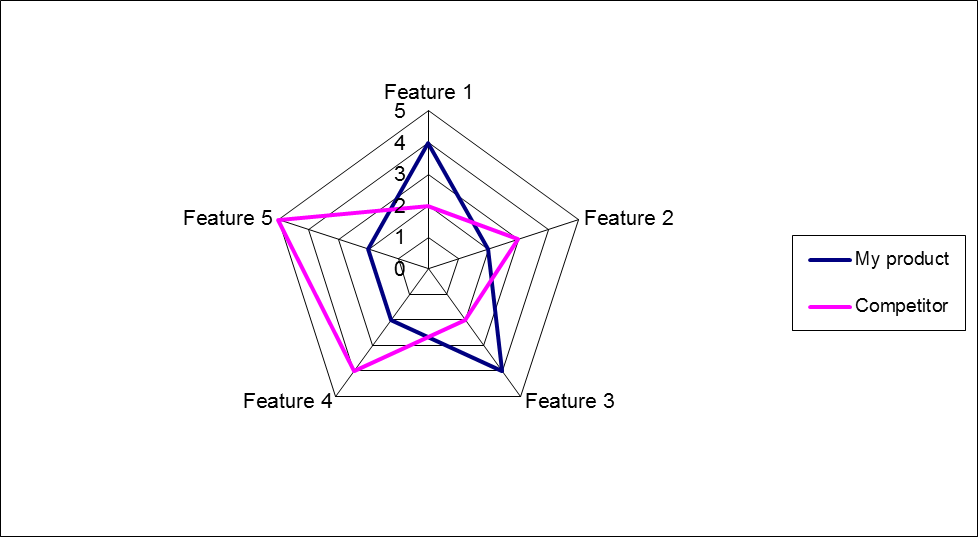 Feature 1
5
4
3
2
1
0
Feature 5
Feature 2
Feature 4
Feature 3
My product
Competitor